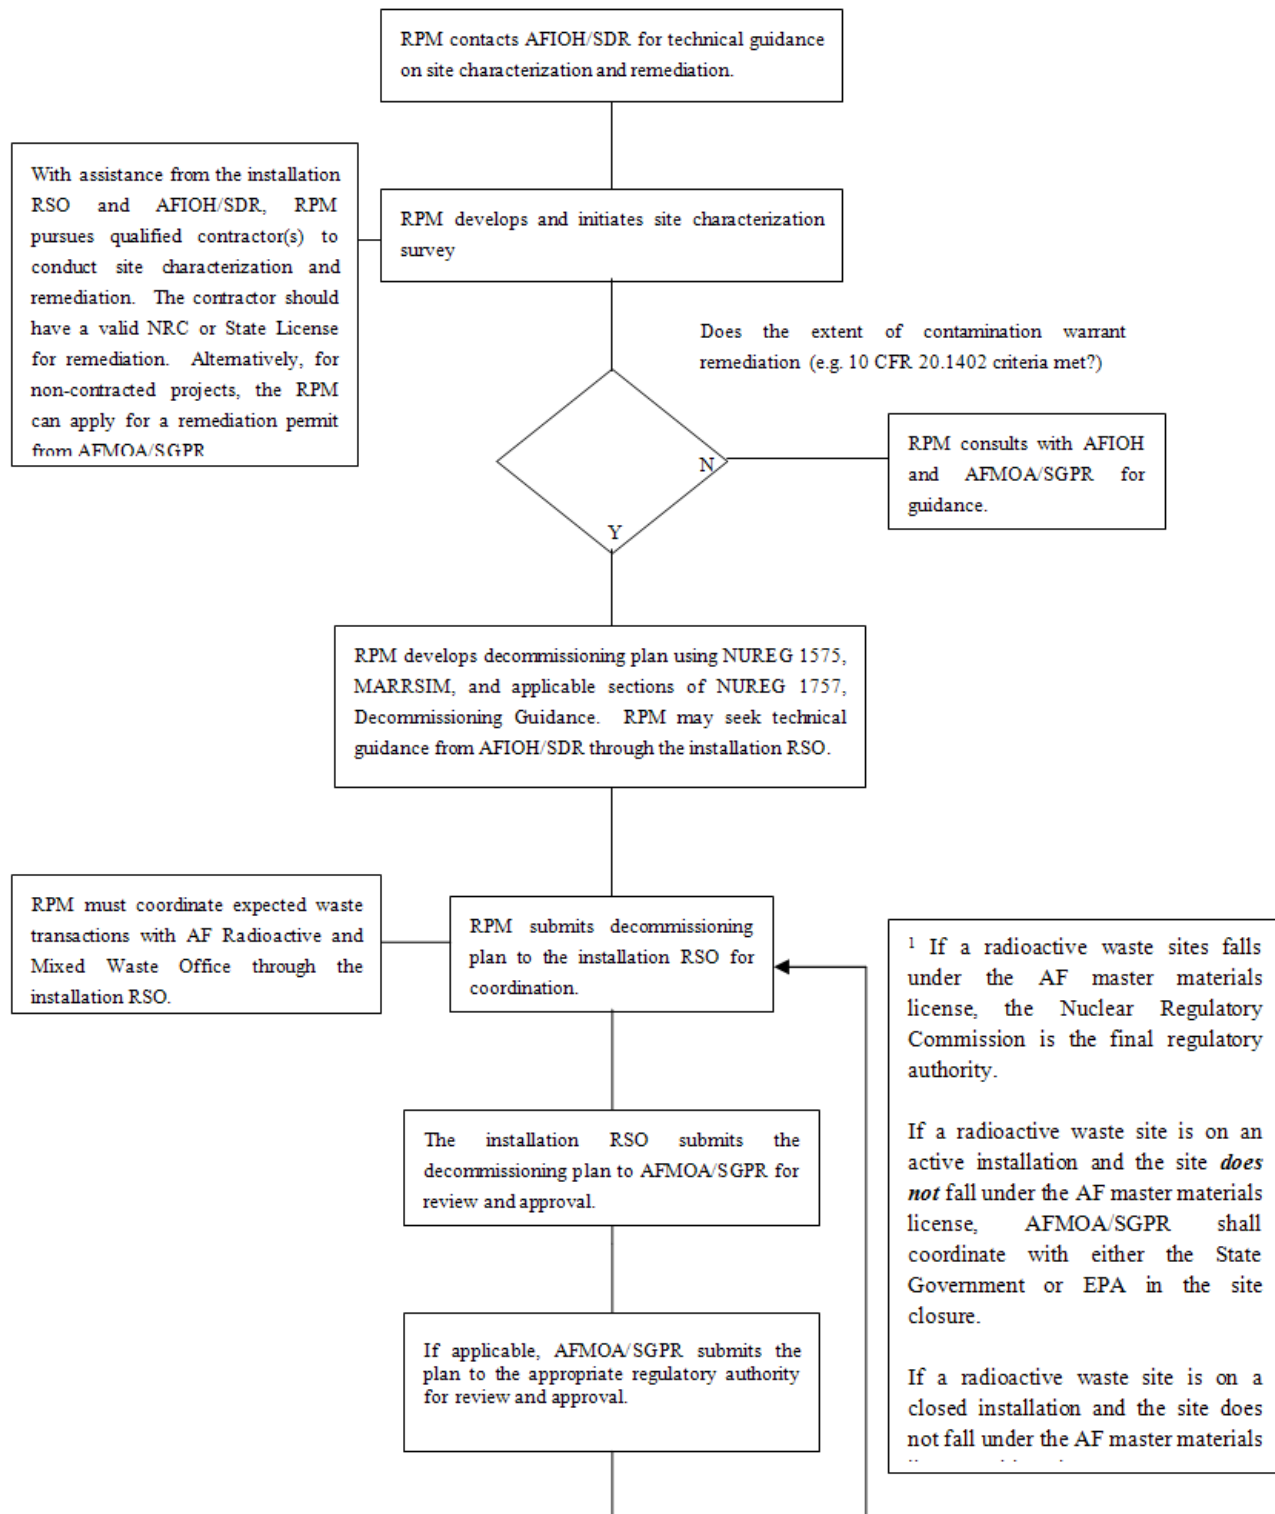 RPM contacts AFIOH/SDR for technical guidance
on site characterization and remediation.
With assistance from the installation
RSO and AFIOH/SDR, RPM
pursues qualified contractor(s) to
conduct site characterization and
remediation. The contractor should
have a valid NRC or State License
for remediation. Alternatively, for
non-contracted projects, the RPM
can apply for a remediation permit
from AFMOA/SGPR
RPM develops and initiates site characterization
survey
Does the extent of contamination warrant
remediation (e.g. 10 CFR 20.1402 criteria met?)
N
Y
RPM consults with AFIOH
and AFMOA/SGPR for
guidance.
RPM develops decommissioning plan using NUREG 1575,
MARRSIM, and applicable sections of NUREG 1757,
Decommissioning Guidance. RPM may seek technical
guidance from AFIOH/SDR through the installation RSO.
RPM must coordinate expected waste
transactions with AF Radioactive and
Mixed Waste Office through the
installation RSO.
RPM submits decommissioning
plan to the installation RSO for
coordination.
The installation RSO submits the
decommissioning plan to AFMOA/SGPR for
review and approval.
If applicable, AFMOA/SGPR submits the
plan to the appropriate regulatory authority
for review and approval.
1 If a radioactive waste sites falls
under the AF master materials
license, the Nuclear Regulatory
Commission is the final regulatory
authority.
If a radioactive waste site is on an
active installation and the site does
not fall under the AF master materials
license, AFMOA/SGPR shall
coordinate with either the State
Government or EPA in the site
closure.
If a radioactive waste site is on a
closed installation and the site does
not fall under the AF master materials